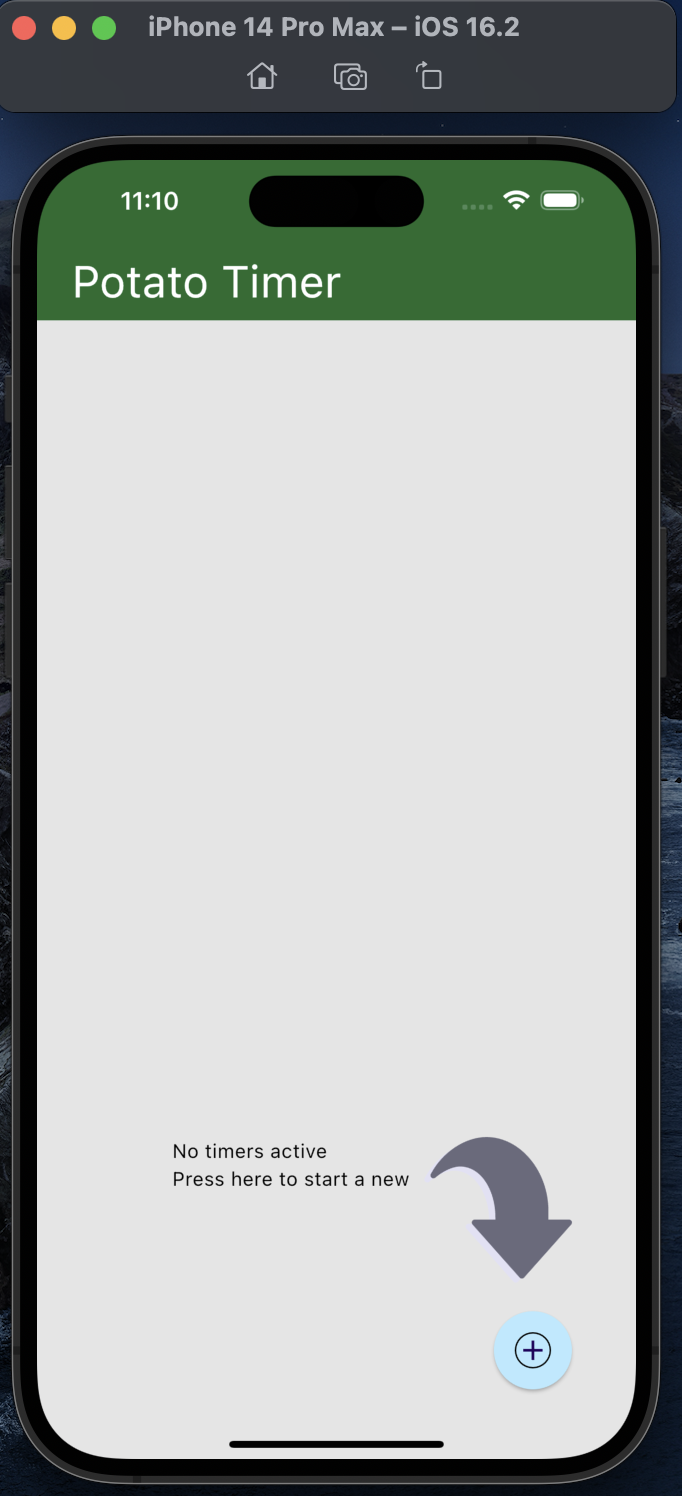 iPhone 14 Pro Max – iOS 16.2
11:10
Potato Timer
No timers active
Press here to start a new